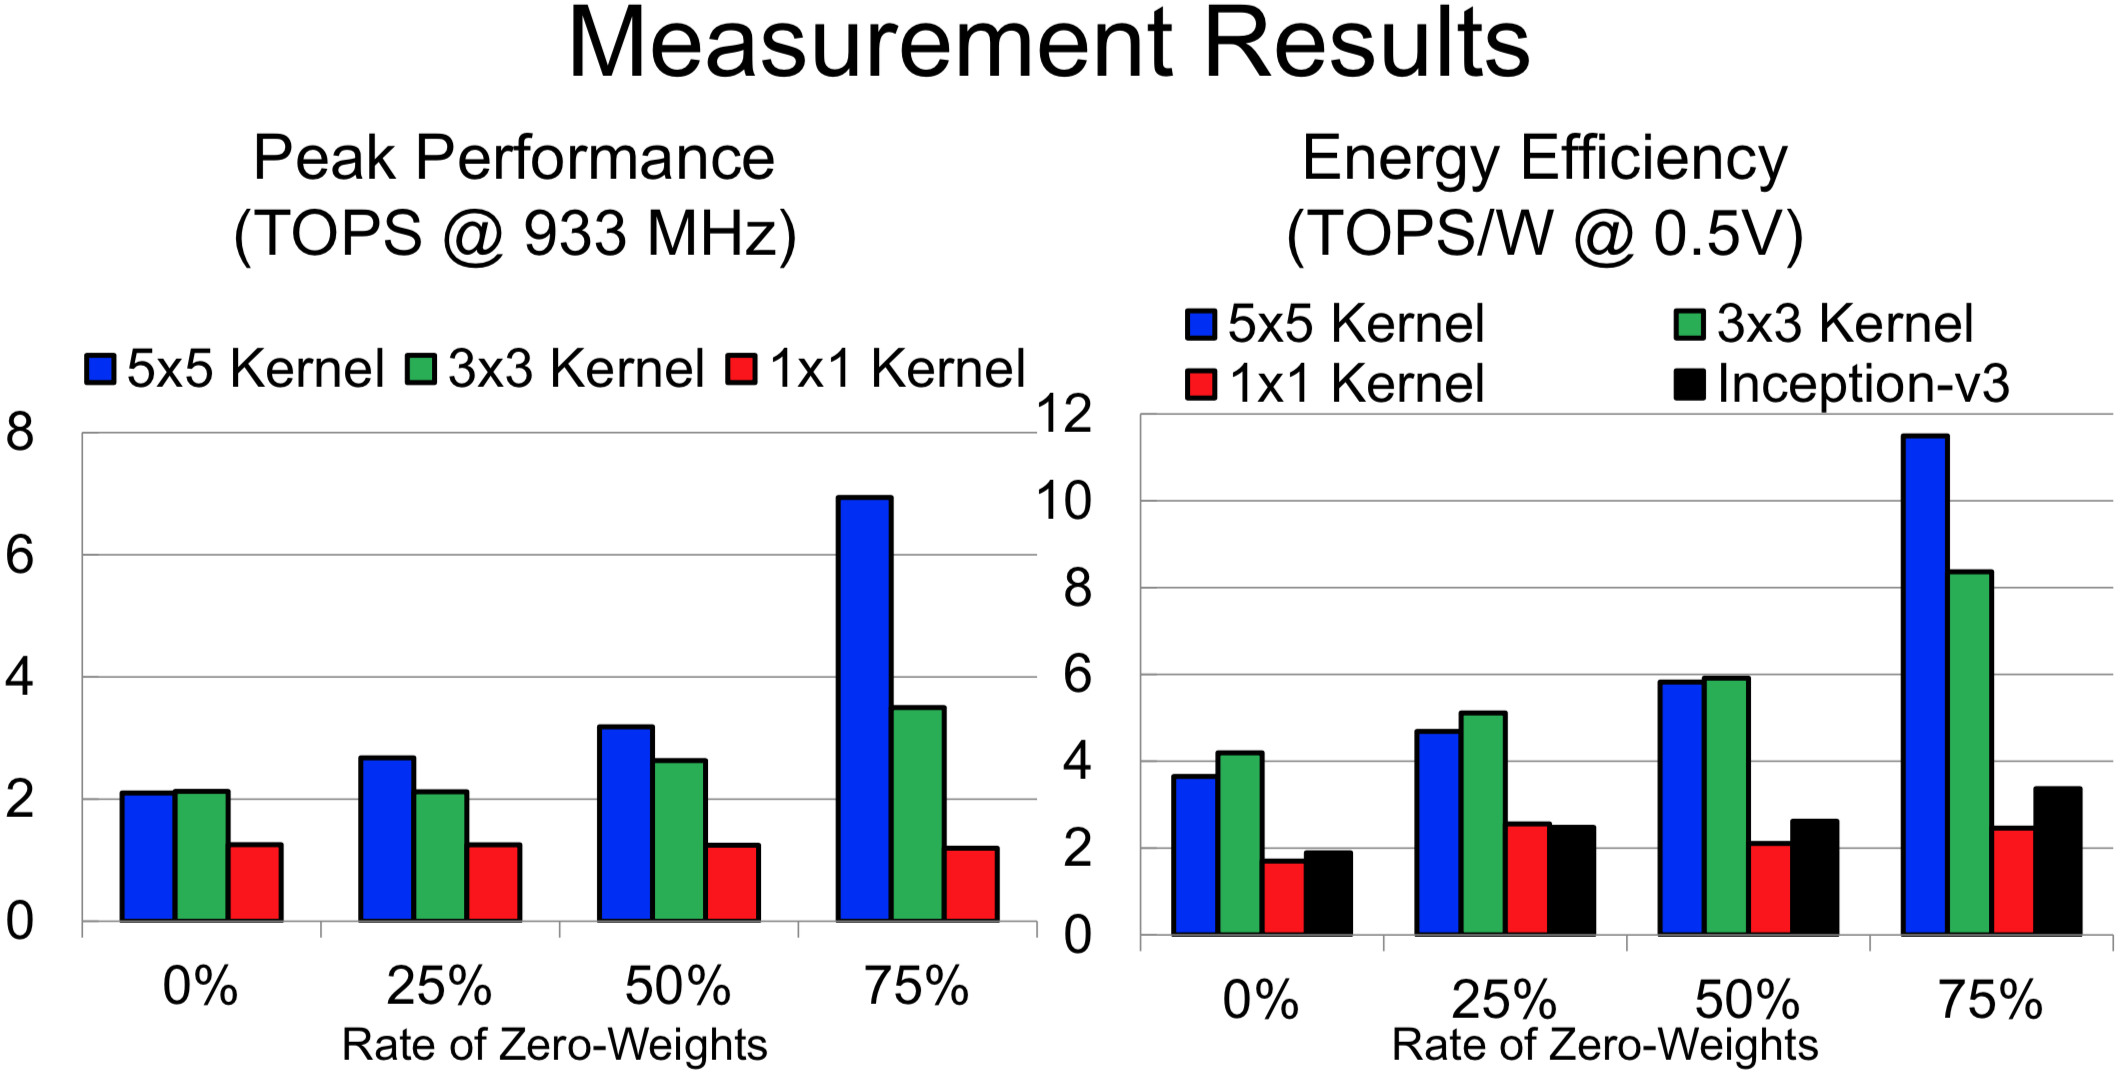 Measurement Results
Peak Performance
(TOPS @ 933 MHz)
5x5 Kernel 3x3 Kernel 1x1 Kernel
8
6
4
2
0
0% 25% 50% 75%
Rate of Zero-Weights
Energy Efficiency
(TOPS/W @ 0.5V)
5x5 Kernel 3x3 Kernel
1x1 Kernel Inception-v3
12
10
8
6
4
2
0
0% 25% 50% 75%
Rate of Zero-Weights